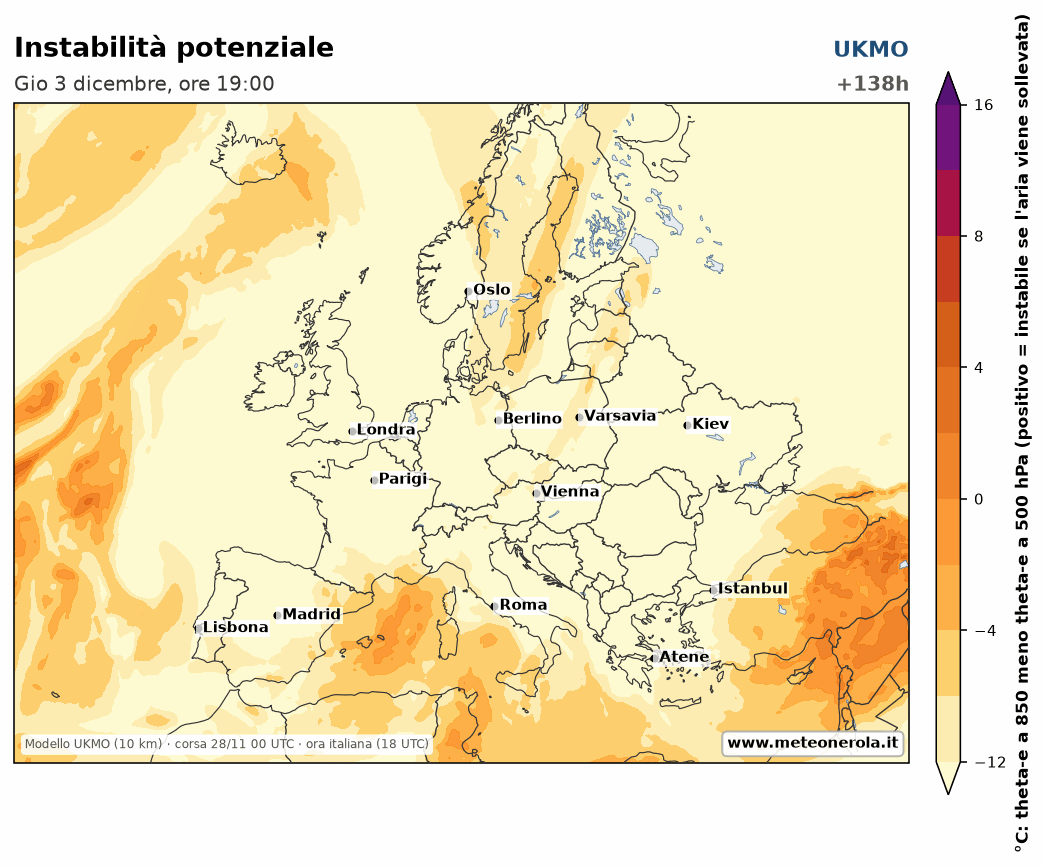 Instabilità potenziale
UKMO
Gio 3 dicembre, ore 19:00
+138h
Oslo
Berlino
Varsavia
Kiev
Londra
Parigi
Vienna
Istanbul
Roma
Madrid
Lisbona
Atene
Modello UKMO (10 km) · corsa 28/11 00 UTC · ora italiana (18 UTC)
www.meteonerola.it
16
8
4
0
−4
−12
°C: theta-e a 850 meno theta-e a 500 hPa (positivo = instabile se l'aria viene sollevata)